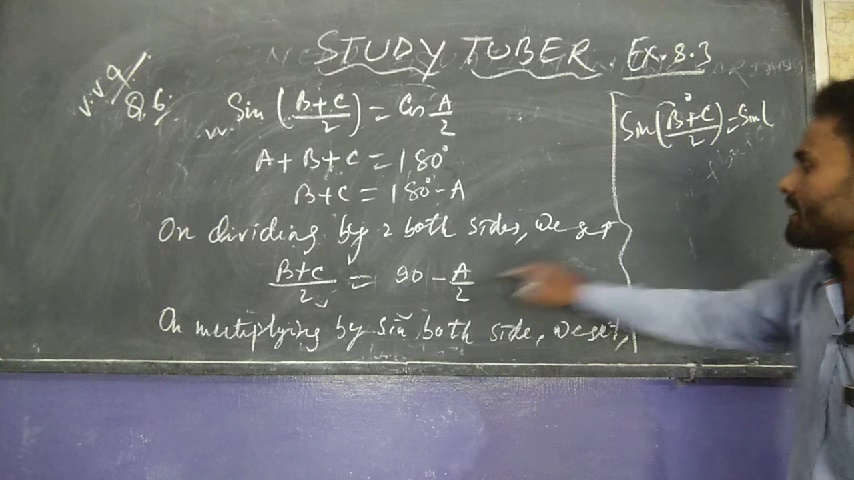 STUDY TUBER Ex. 8.3
V.V.9
Q 6.
Sin (B+C/2) = Cos A/2
A + B + C = 180°
B + C = 180° - A
On dividing by 2 both sides, we get
B+C/2 = 90 - A/2
On multiplying by Sin both side, we get,
Sin(B+C/2) = Sin(